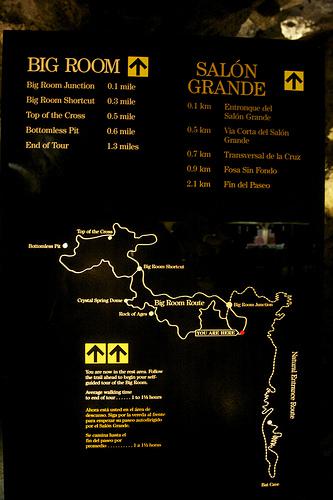 BIG ROOM
Big Room Junction 0.1 mile
Big Room Shortcut 0.3 mile
Top of the Cross 0.5 mile
Bottomless Pit 0.6 mile
End of Tour 1.3 miles
SALÓN
GRANDE
0.1 km Entronque del
Salón Grande
0.5 km Via Corta del Salón
Grande
0.7 km Transversal de la Cruz
0.9 km Fosa Sin Fondo
2.1 km Fin del Paseo
Top of the Cross
Bottomless Pit
Big Room Shortcut
Crystal Spring Dome
Big Room Route
Big Room Junction
Rock of Ages
YOU ARE HERE
Natural Entrance Route
Bat Cave
You are now in the rest area. Follow
the trail ahead to begin your self-
guided tour of the Big Room.
Average walking time
to end of tour ...... 1 to 1½ hours
Ahora está usted en el área de
descanso. Siga por la vereda al frente
para empezar su paseo autodirigido
por el Salón Grande.
Se camina hasta el
fin del paseo por
promedio .......... 1 a 1½ horas